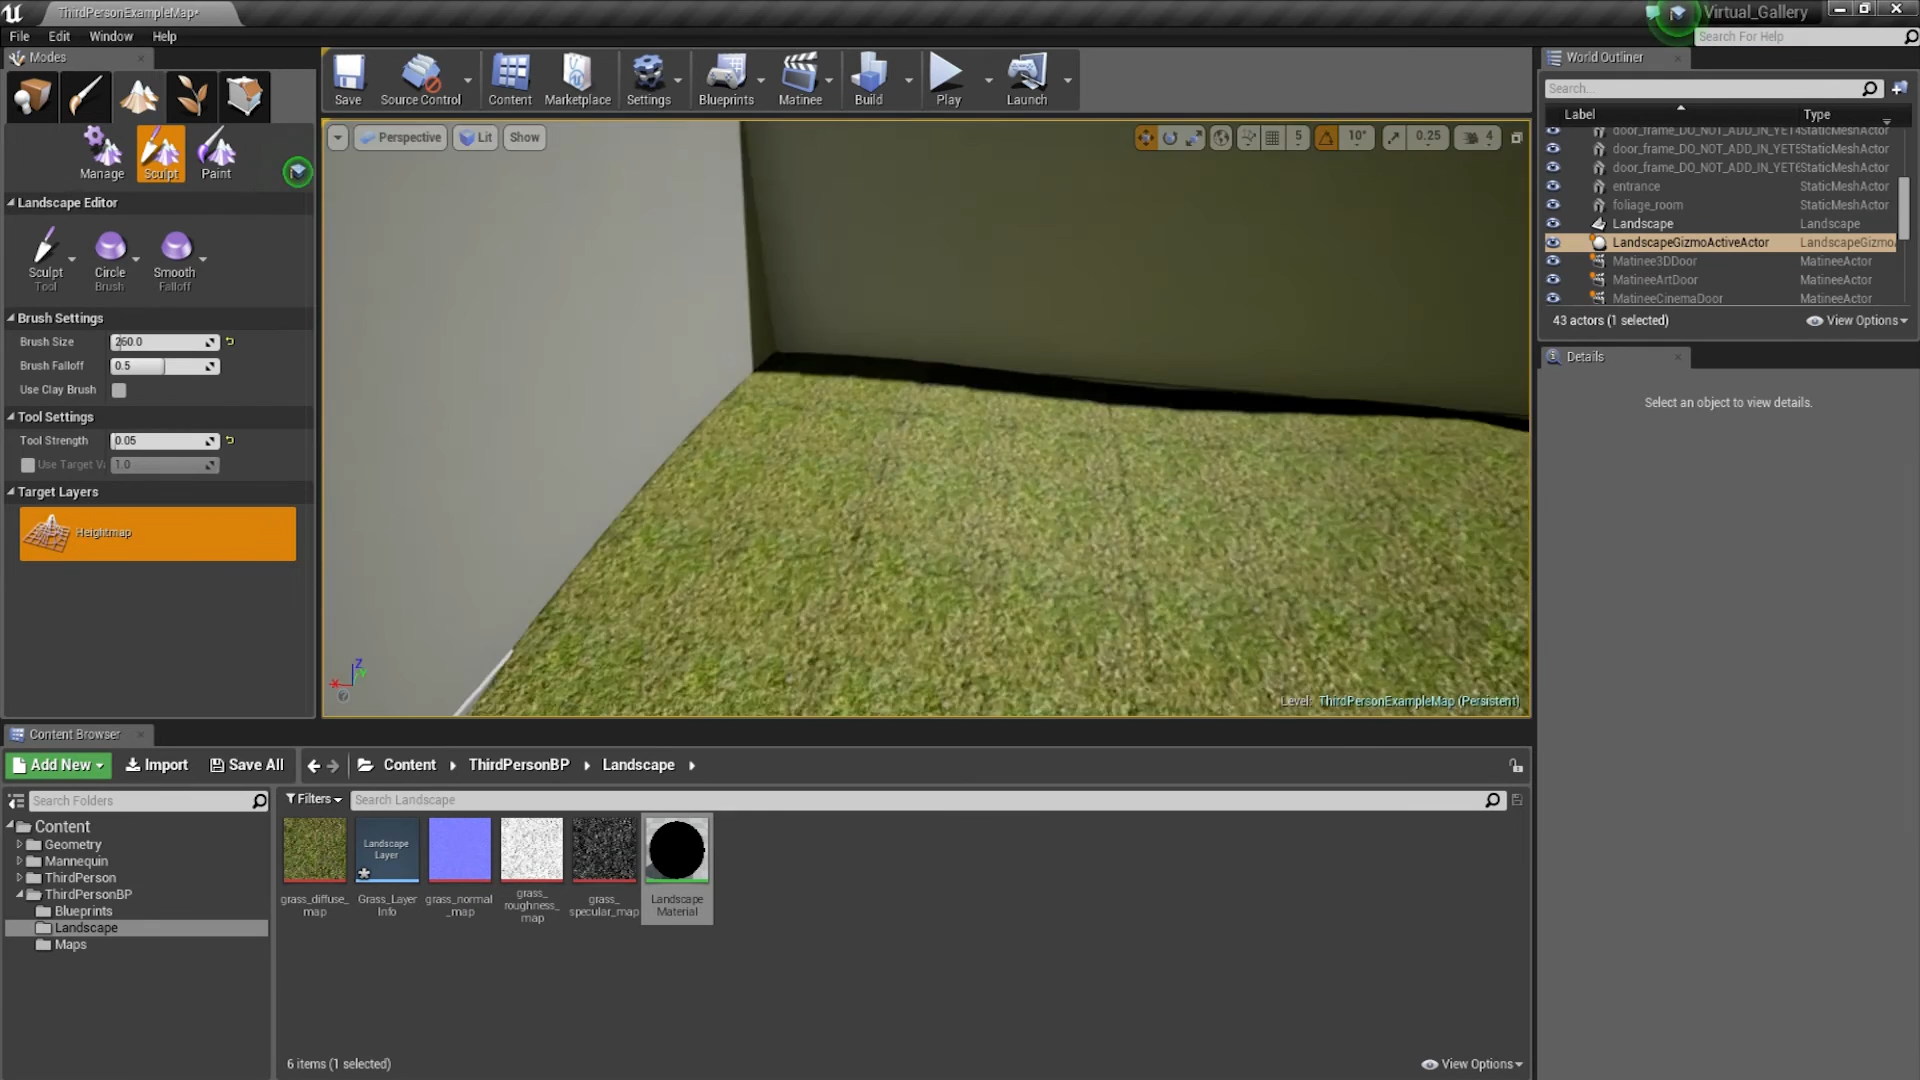 ThirdPersonExampleMap*
Virtual_Gallery
File Edit Window Help
Search For Help
Modes
Manage Sculpt Paint
Landscape Editor
Sculpt Circle Smooth
Tool Brush Falloff
Brush Settings
Brush Size 260.0
Brush Falloff 0.5
Use Clay Brush
Tool Settings
Tool Strength 0.05
Use Target V 1.0
Target Layers
Heightmap
Save Source Control Content Marketplace Settings Blueprints Matinee Build Play Launch
Perspective Lit Show
5 10° 0.25 4
Z
Y
X
Level: ThirdPersonExampleMap (Persistent)
World Outliner
Search...
Label Type
door_frame_DO_NOT_ADD_IN_YET4 StaticMeshActor
door_frame_DO_NOT_ADD_IN_YET5 StaticMeshActor
door_frame_DO_NOT_ADD_IN_YET6 StaticMeshActor
entrance StaticMeshActor
foliage_room StaticMeshActor
Landscape Landscape
LandscapeGizmoActiveActor LandscapeGizmo
Matinee3DDoor MatineeActor
MatineeArtDoor MatineeActor
MatineeCinemaDoor MatineeActor
43 actors (1 selected) View Options
Details
Select an object to view details.
Content Browser
Add New Import Save All Content ThirdPersonBP Landscape
Search Folders
Filters Search Landscape
Content
Geometry
Mannequin
ThirdPerson
ThirdPersonBP
Blueprints
Landscape
Maps
Landscape
Layer
grass_diffuse_
map
Grass_Layer
Info
grass_normal
_map
grass_
roughness_
map
grass_
specular_map
Landscape
Material
6 items (1 selected) View Options